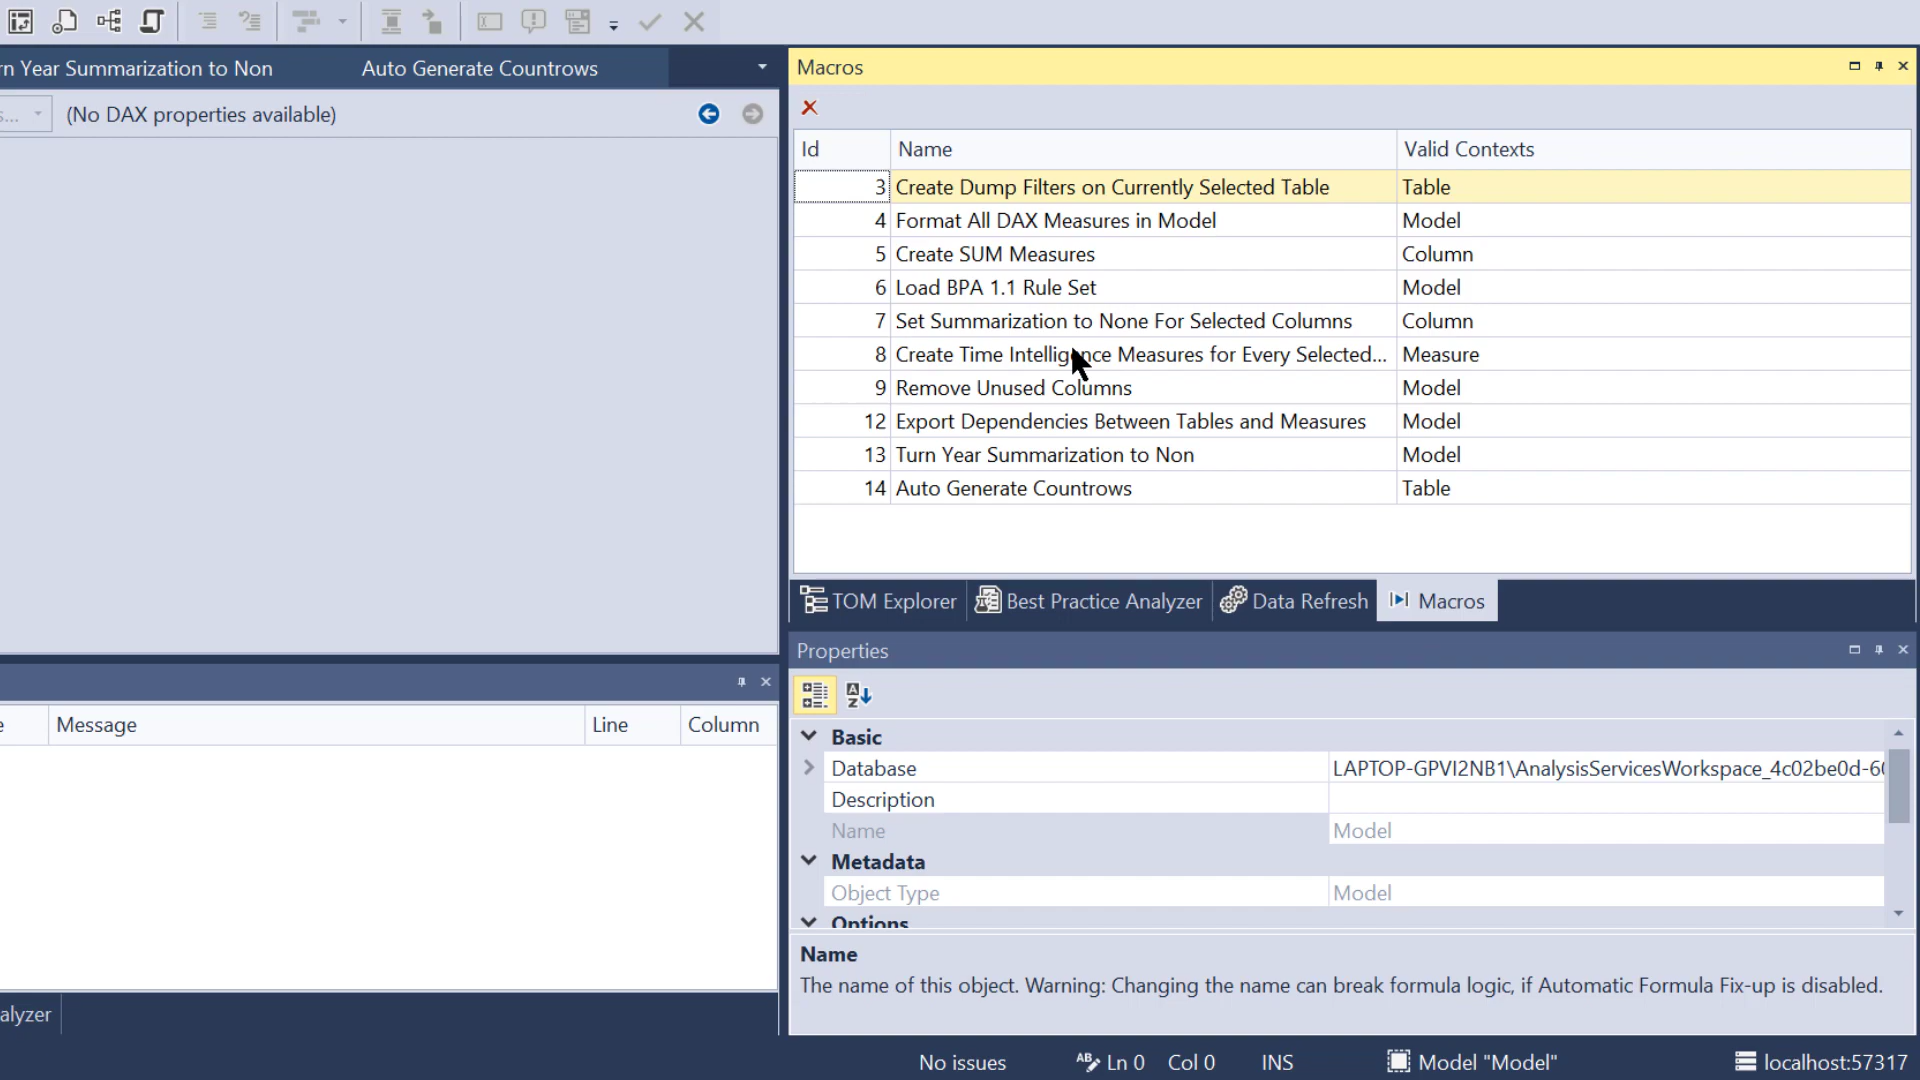 rn Year Summarization to Non
Auto Generate Countrows
s...
(No DAX properties available)
Macros
Id Name Valid Contexts
3 Create Dump Filters on Currently Selected Table Table
4 Format All DAX Measures in Model Model
5 Create SUM Measures Column
6 Load BPA 1.1 Rule Set Model
7 Set Summarization to None For Selected Columns Column
8 Create Time Intelligence Measures for Every Selected... Measure
9 Remove Unused Columns Model
12 Export Dependencies Between Tables and Measures Model
13 Turn Year Summarization to Non Model
14 Auto Generate Countrows Table
TOM Explorer Best Practice Analyzer Data Refresh Macros
Properties
Basic
Database LAPTOP-GPVI2NB1\AnalysisServicesWorkspace_4c02be0d-6
Description
Name Model
Metadata
Object Type Model
Options
Name
The name of this object. Warning: Changing the name can break formula logic, if Automatic Formula Fix-up is disabled.
e Message Line Column
alyzer
No issues Ln 0 Col 0 INS Model "Model" localhost:57317